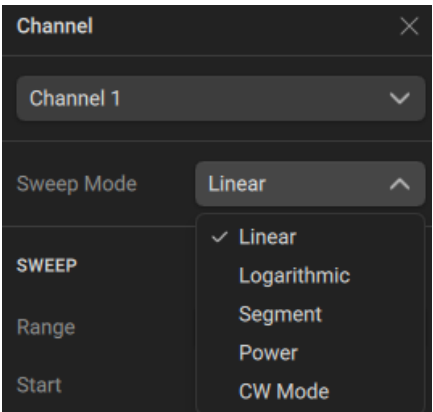 Channel
Channel 1
Sweep Mode Linear
Linear
SWEEP
Logarithmic
Segment
Range
Power
Start
CW Mode